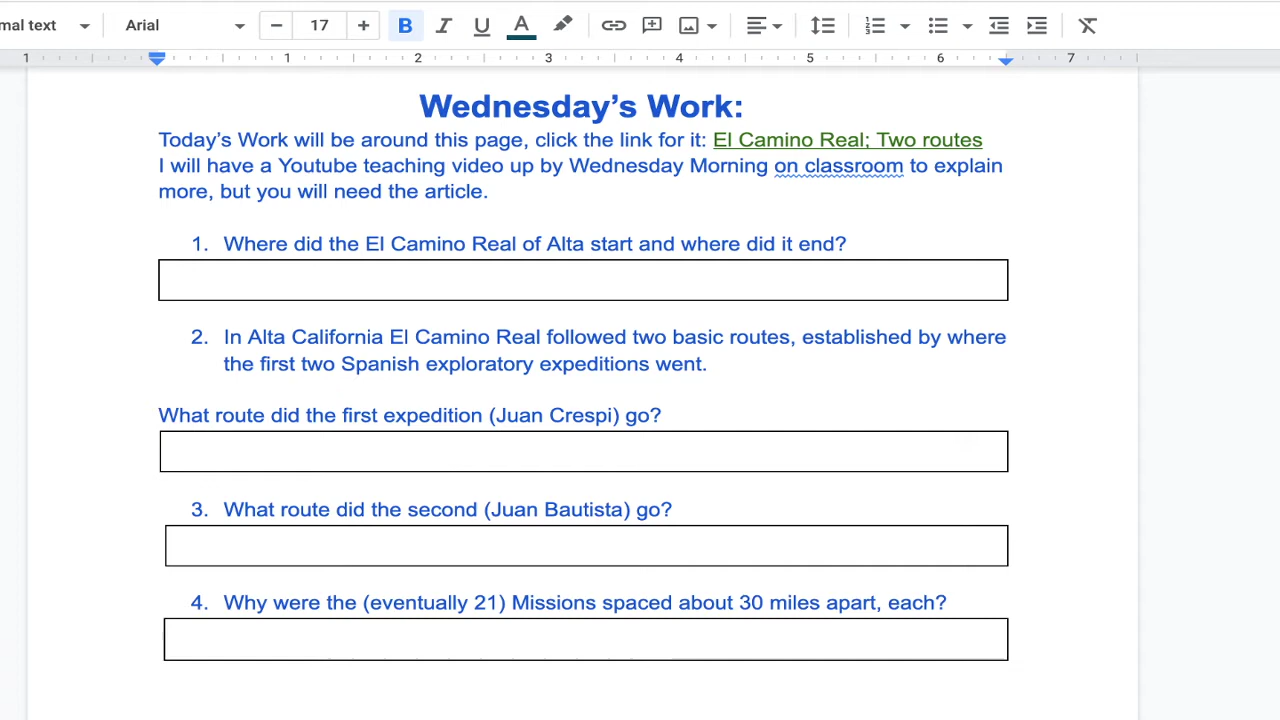 mal text Arial 17 B I U A
1 1 2 3 4 5 6 7
Wednesday's Work:
Today's Work will be around this page, click the link for it: El Camino Real; Two routes
I will have a Youtube teaching video up by Wednesday Morning on classroom to explain
more, but you will need the article.
1. Where did the El Camino Real of Alta start and where did it end?
2. In Alta California El Camino Real followed two basic routes, established by where
the first two Spanish exploratory expeditions went.
What route did the first expedition (Juan Crespi) go?
3. What route did the second (Juan Bautista) go?
4. Why were the (eventually 21) Missions spaced about 30 miles apart, each?